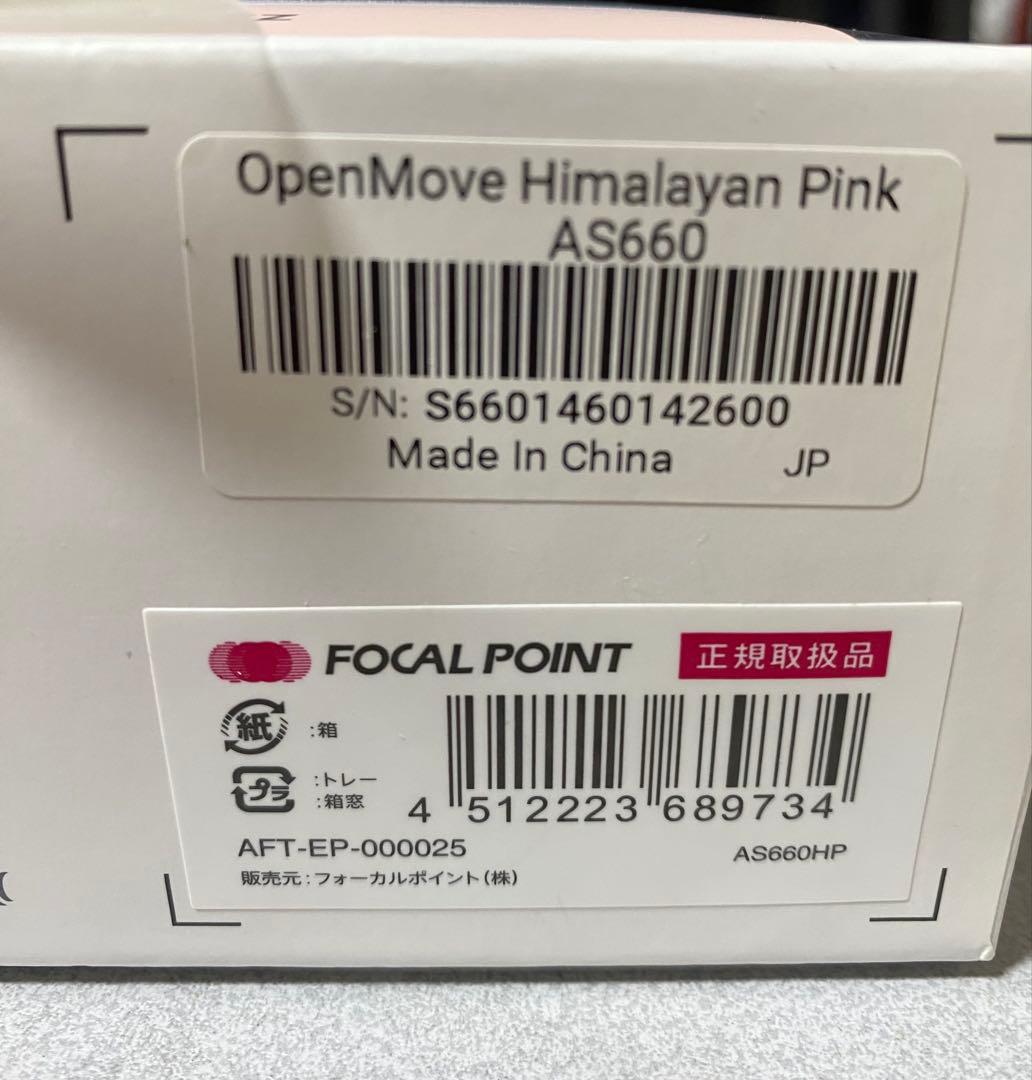 OpenMove Himalayan Pink
AS660
S/N: S6601460142600
Made In China JP
FOCAL POINT 正規取扱品
紙 :箱
プラ :トレー
:箱窓
4 512223 689734
AFT-EP-000025 AS660HP
販売元:フォーカルポイント(株)